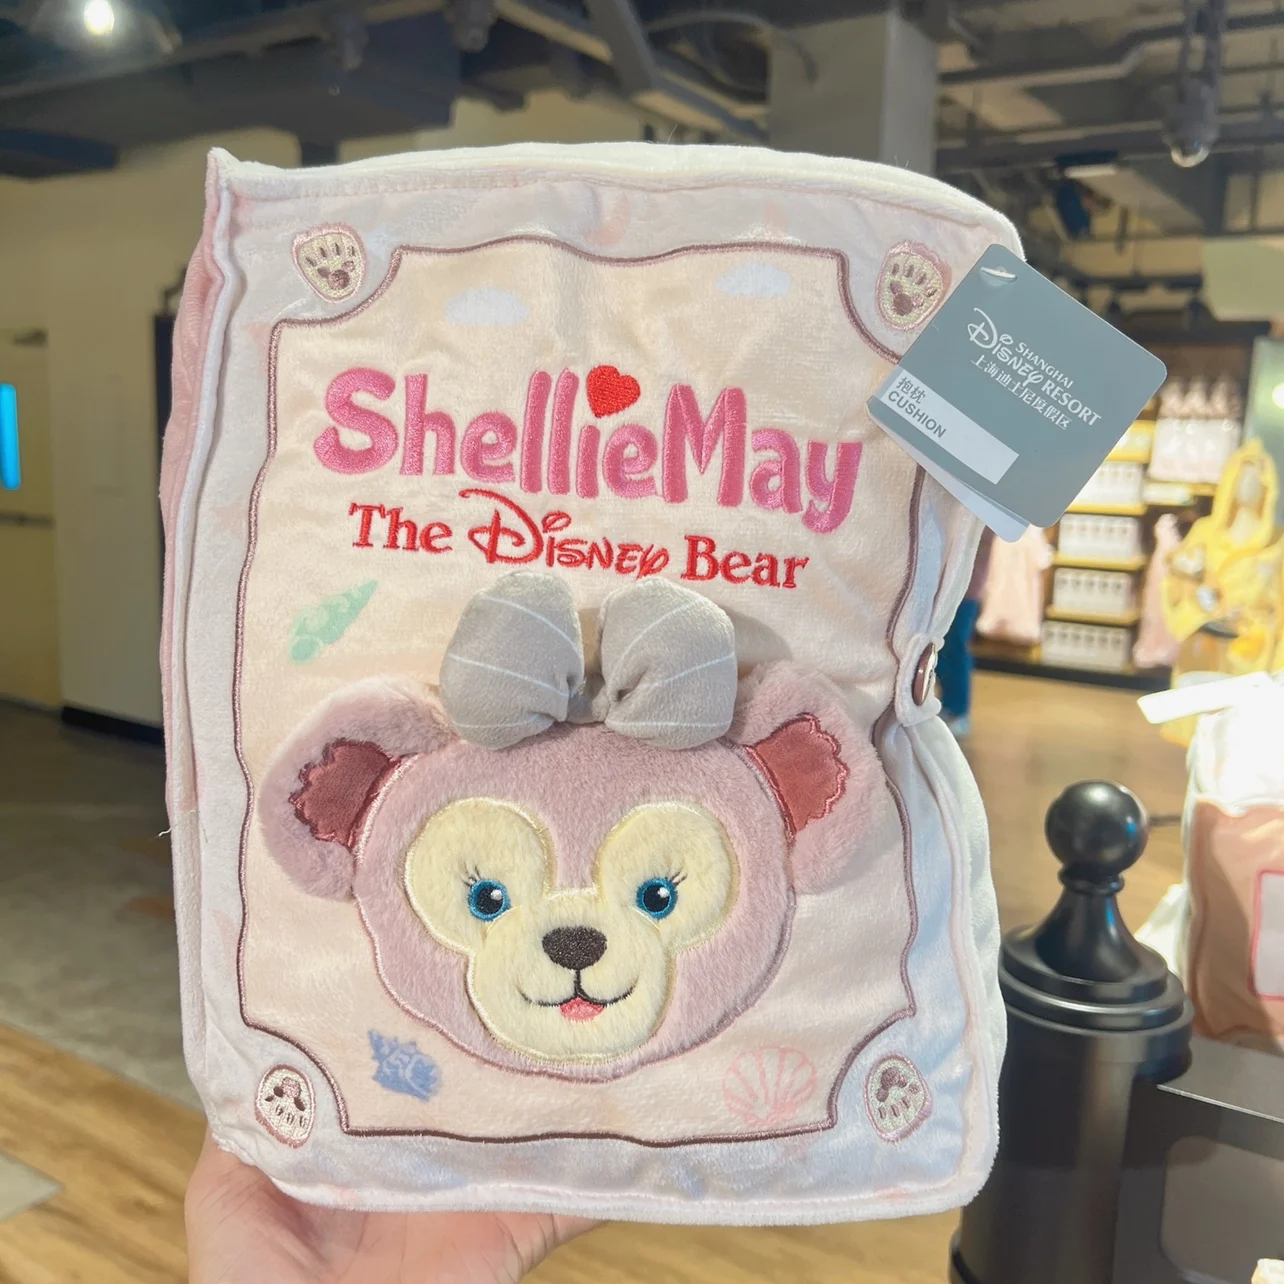 ShellieMay
The Disney Bear
SHANGHAI
Disney RESORT
上海迪士尼度假区
抱枕
CUSHION